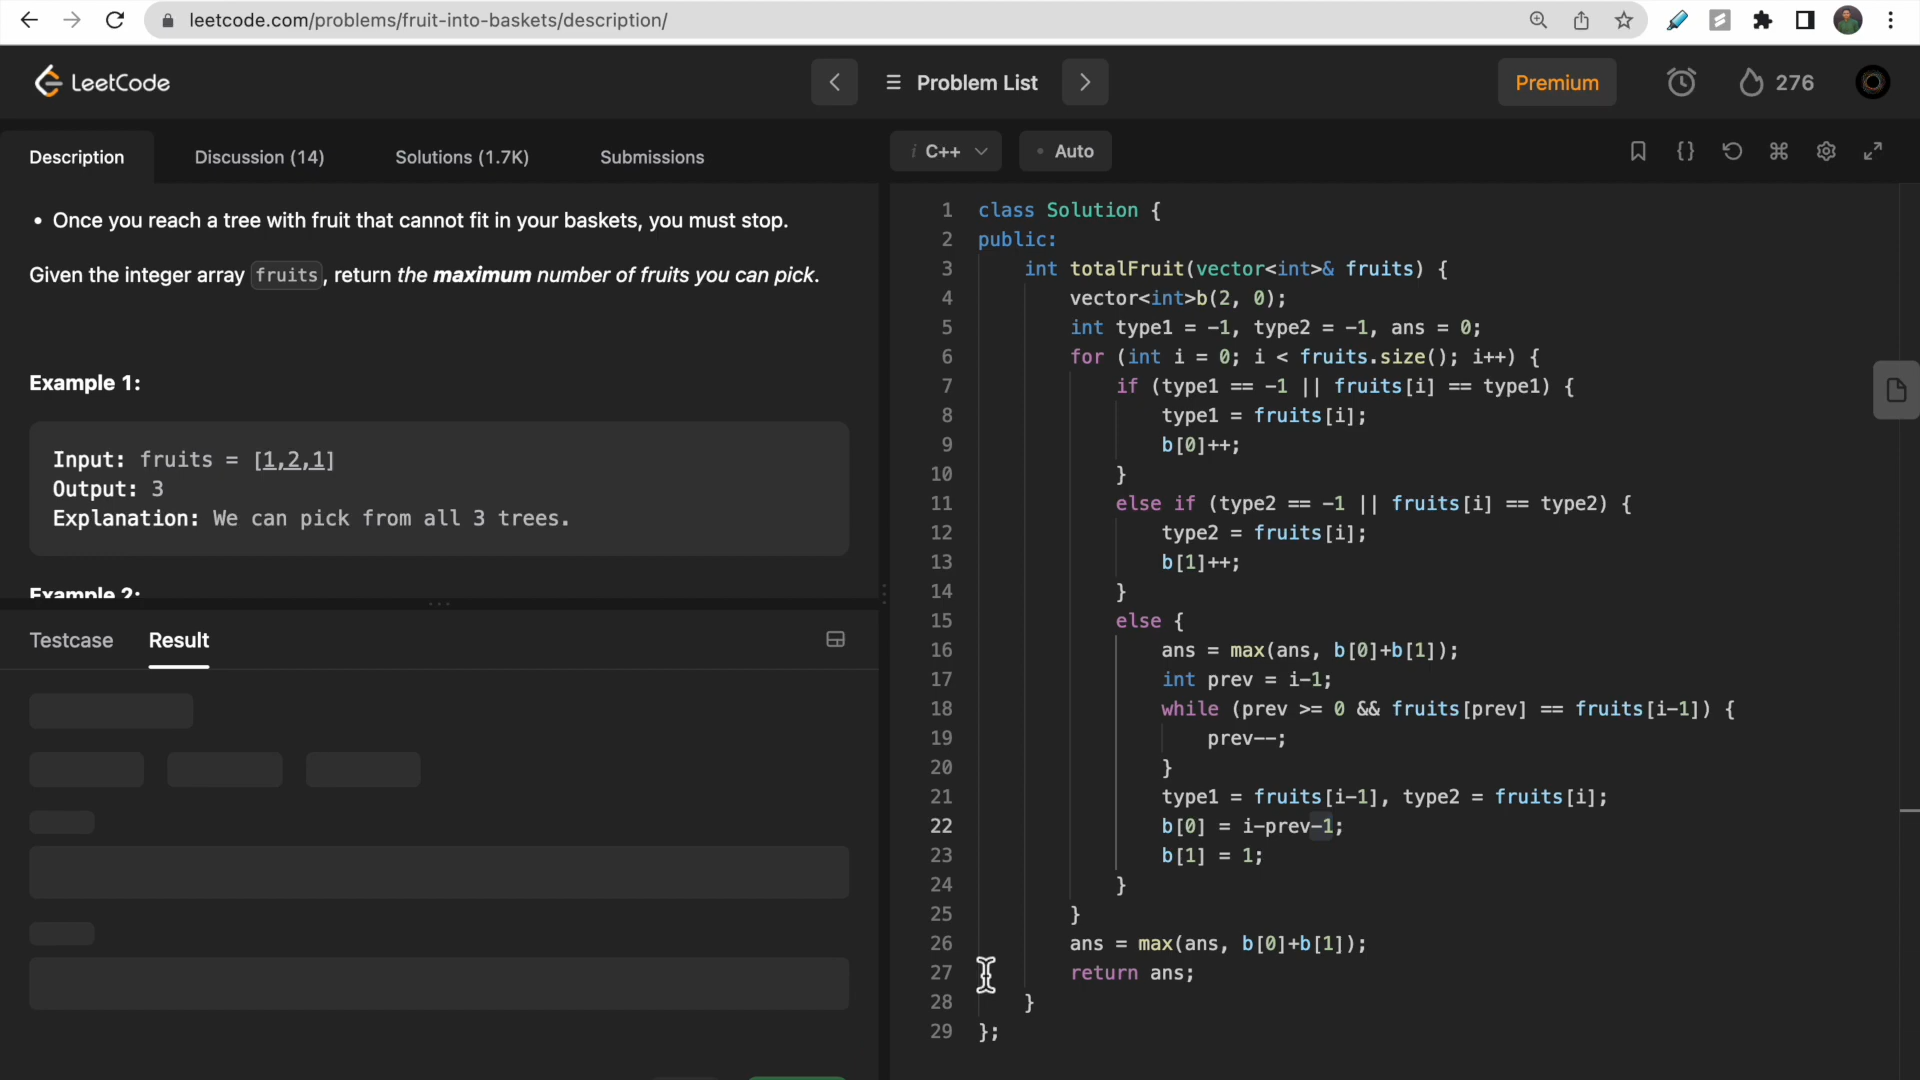 leetcode.com/problems/fruit-into-baskets/description/
LeetCode
Problem List
Premium
276
Description
Discussion (14)
Solutions (1.7K)
Submissions
i C++
• Auto
• Once you reach a tree with fruit that cannot fit in your baskets, you must stop.
Given the integer array fruits, return the maximum number of fruits you can pick.
Example 1:
Input: fruits = [1,2,1]
Output: 3
Explanation: We can pick from all 3 trees.
Example 2:
Testcase
Result
1 class Solution {
2 public:
3 int totalFruit(vector<int>& fruits) {
4 vector<int>b(2, 0);
5 int type1 = -1, type2 = -1, ans = 0;
6 for (int i = 0; i < fruits.size(); i++) {
7 if (type1 == -1 || fruits[i] == type1) {
8 type1 = fruits[i];
9 b[0]++;
10 }
11 else if (type2 == -1 || fruits[i] == type2) {
12 type2 = fruits[i];
13 b[1]++;
14 }
15 else {
16 ans = max(ans, b[0]+b[1]);
17 int prev = i-1;
18 while (prev >= 0 && fruits[prev] == fruits[i-1]) {
19 prev--;
20 }
21 type1 = fruits[i-1], type2 = fruits[i];
22 b[0] = i-prev-1;
23 b[1] = 1;
24 }
25 }
26 ans = max(ans, b[0]+b[1]);
27 return ans;
28 }
29 };